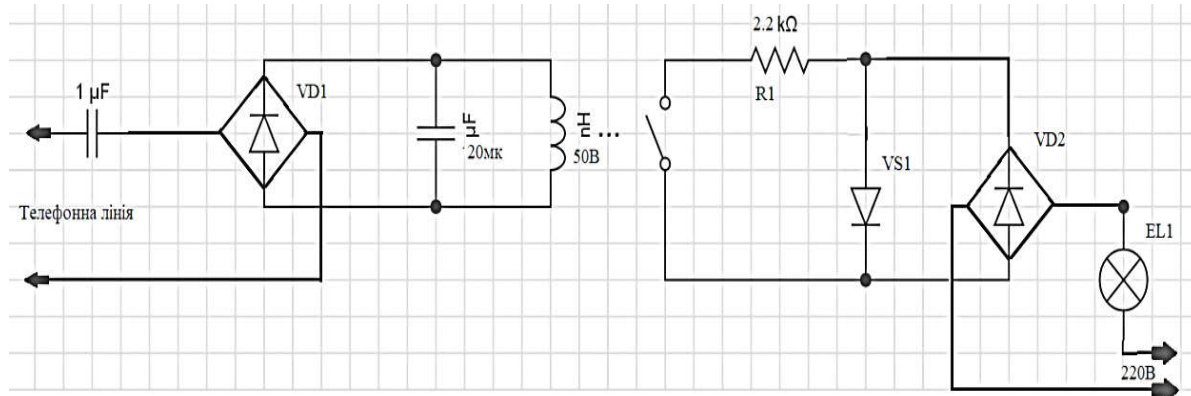 1 µF
VD1
µF
20мк
nH
...
50В
Телефонна лінія
2.2 kΩ
R1
VS1
VD2
EL1
220В